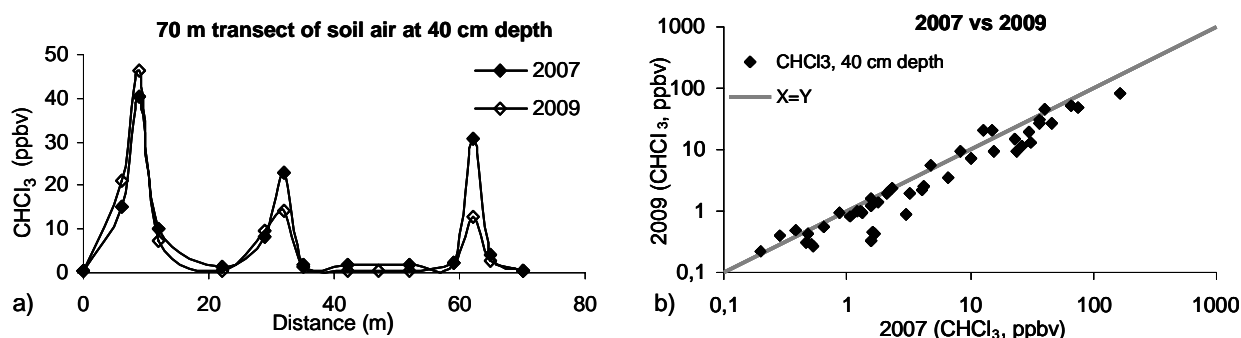 70 m transect of soil air at 40 cm depth
50
40
30
20
10
0
CHCl₃ (ppbv)
2007
2009
0
20
40
60
80
a)
Distance (m)
2007 vs 2009
1000
100
10
1
0,1
2009 (CHCl₃, ppbv)
CHCl3, 40 cm depth
X=Y
0,1
1
10
100
1000
b)
2007 (CHCl₃, ppbv)